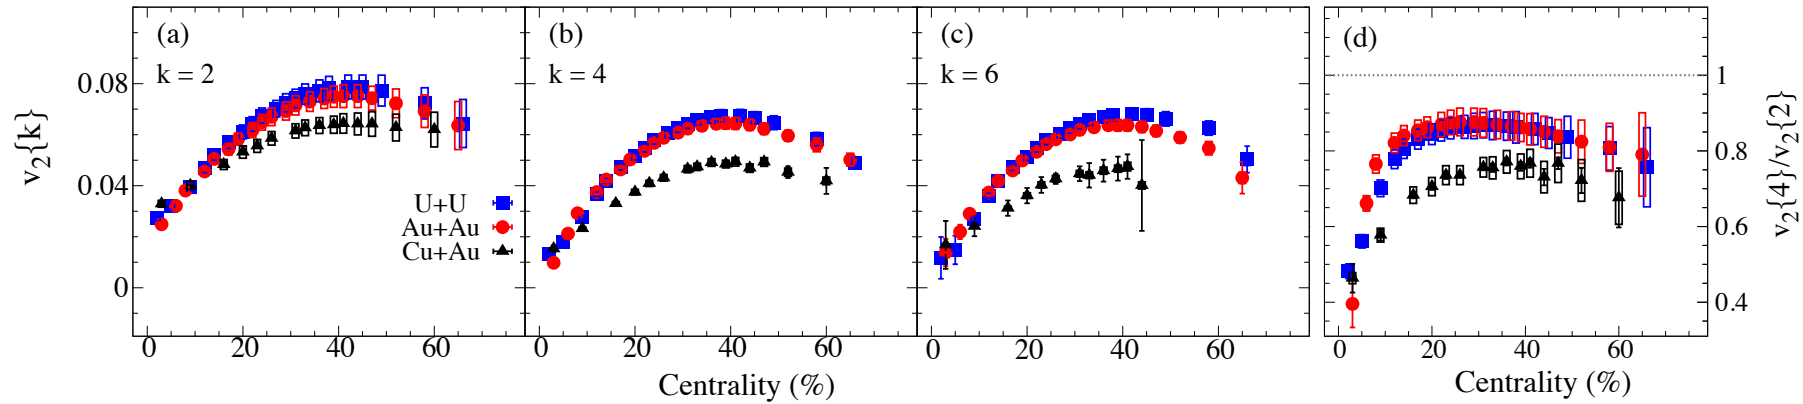 (a)
k = 2
(b)
k = 4
(c)
k = 6
(d)
v₂{k}
0.08
0.04
0
U+U
Au+Au
Cu+Au
1
0.8
0.6
0.4
v₂{4}/v₂{2}
0 20 40 60
0 20 40 60
0 20 40 60
0 20 40 60
Centrality (%)
Centrality (%)
Centrality (%)